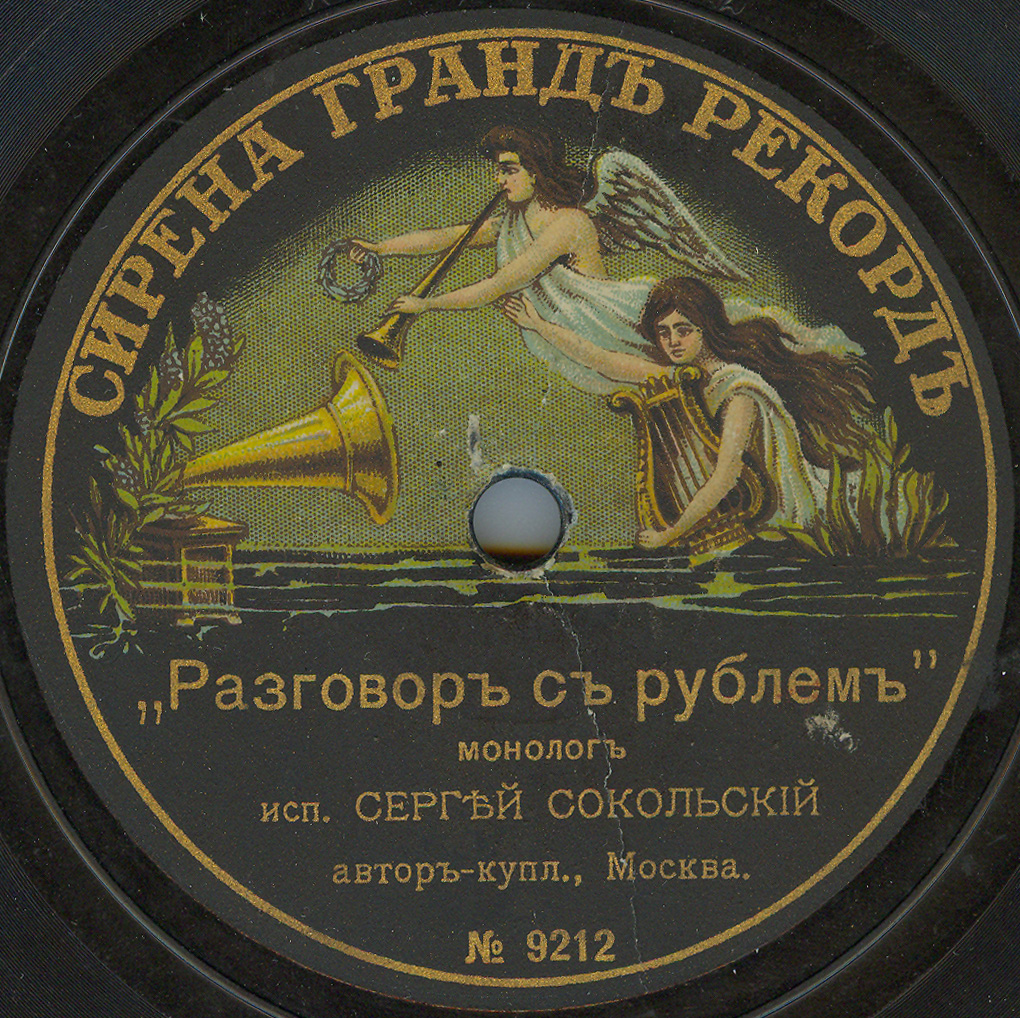 СИРЕНА ГРАНДЪ РЕКОРДЪ
„Разговоръ съ рублемъ”
монологъ
исп. СЕРГѢЙ СОКОЛЬСКІЙ
авторъ-купл., Москва.
№ 9212